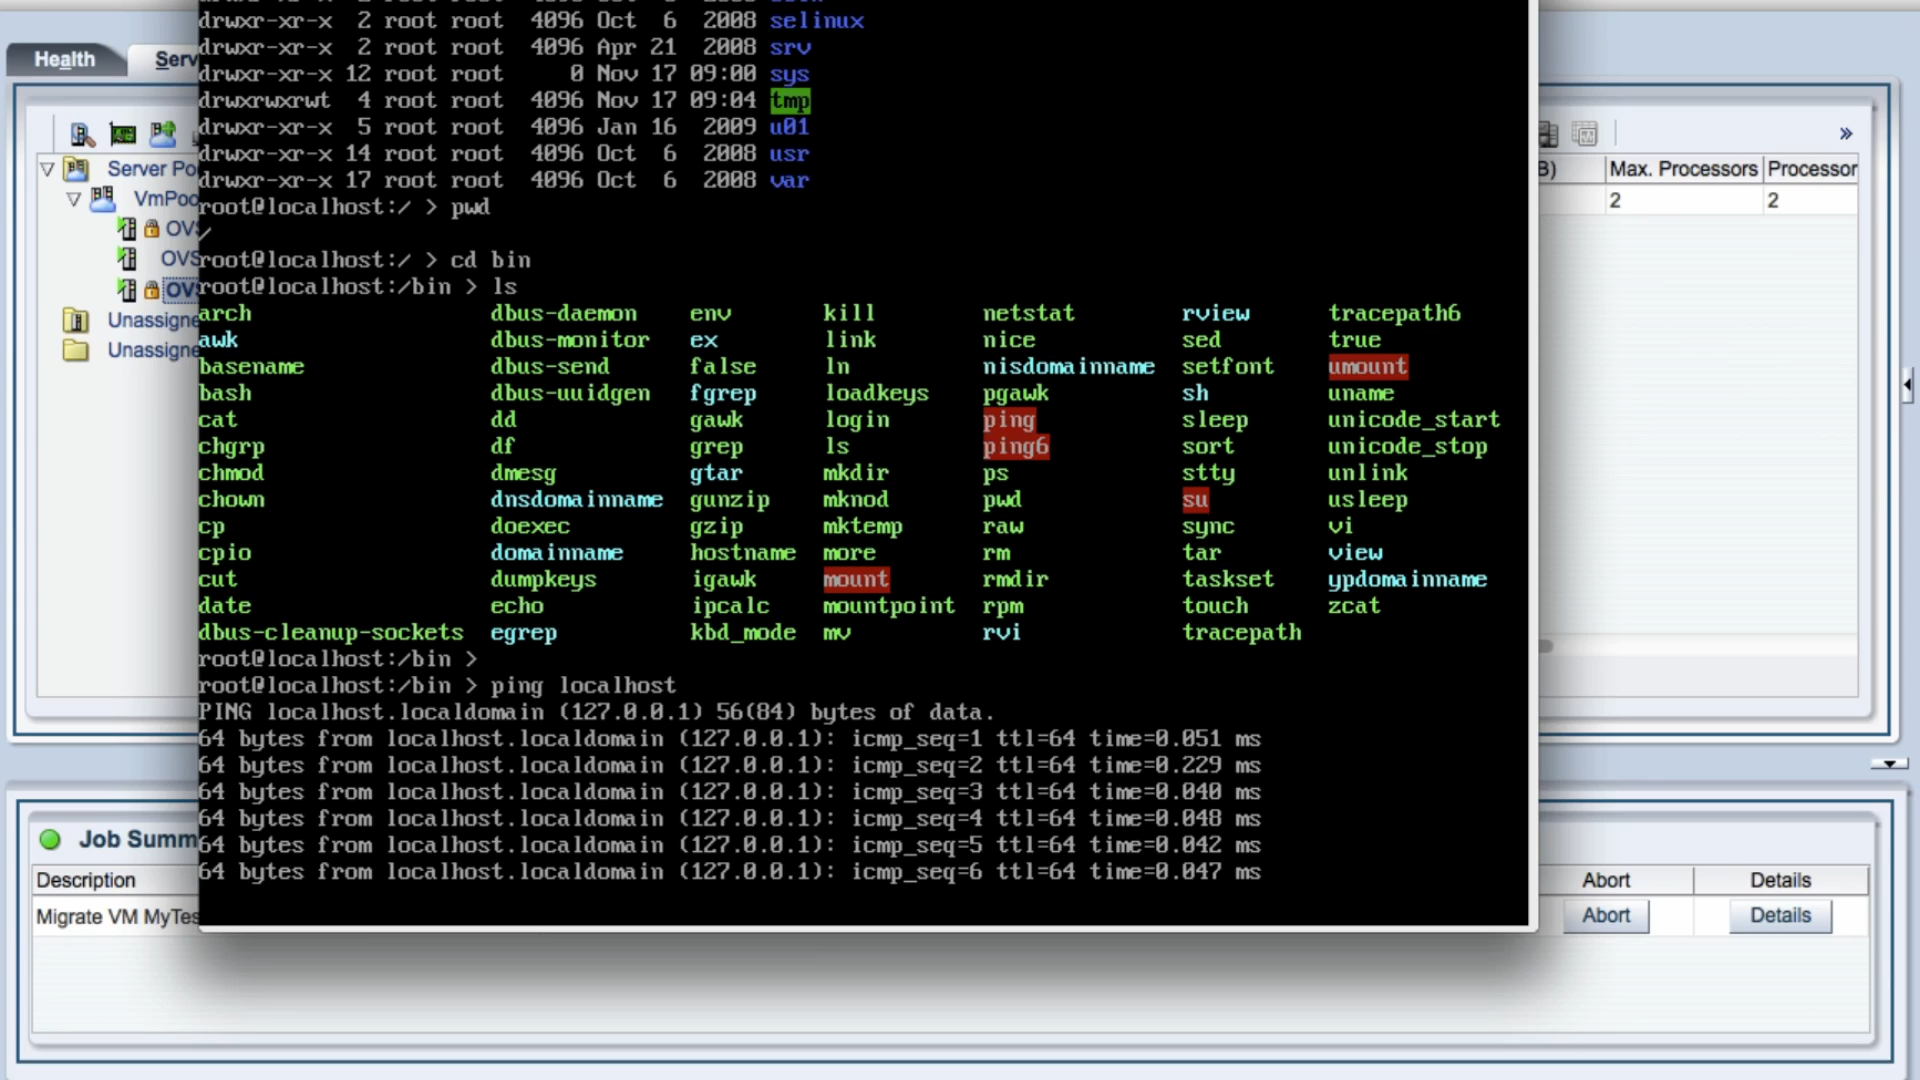 Health
Serv
Server Po
VmPoo
OVS
OVS
OVS
Unassigne
Unassigne
B) Max. Processors Processor
2 2
drwxr-xr-x 2 root root 4096 Oct 6 2008 selinux
drwxr-xr-x 2 root root 4096 Apr 21 2008 srv
drwxr-xr-x 12 root root 0 Nov 17 09:00 sys
drwxrwxrwt 4 root root 4096 Nov 17 09:04 tmp
drwxr-xr-x 5 root root 4096 Jan 16 2009 u01
drwxr-xr-x 14 root root 4096 Oct 6 2008 usr
drwxr-xr-x 17 root root 4096 Oct 6 2008 var
root@localhost:/ > pwd
/
root@localhost:/ > cd bin
root@localhost:/bin > ls
arch dbus-daemon env kill netstat rview tracepath6
awk dbus-monitor ex link nice sed true
basename dbus-send false ln nisdomainname setfont umount
bash dbus-uuidgen fgrep loadkeys pgawk sh uname
cat dd gawk login ping sleep unicode_start
chgrp df grep ls ping6 sort unicode_stop
chmod dmesg gtar mkdir ps stty unlink
chown dnsdomainname gunzip mknod pwd su usleep
cp doexec gzip mktemp raw sync vi
cpio domainname hostname more rm tar view
cut dumpkeys igawk mount rmdir taskset ypdomainname
date echo ipcalc mountpoint rpm touch zcat
dbus-cleanup-sockets egrep kbd_mode mv rvi tracepath
root@localhost:/bin >
root@localhost:/bin > ping localhost
PING localhost.localdomain (127.0.0.1) 56(84) bytes of data.
64 bytes from localhost.localdomain (127.0.0.1): icmp_seq=1 ttl=64 time=0.051 ms
64 bytes from localhost.localdomain (127.0.0.1): icmp_seq=2 ttl=64 time=0.229 ms
64 bytes from localhost.localdomain (127.0.0.1): icmp_seq=3 ttl=64 time=0.040 ms
64 bytes from localhost.localdomain (127.0.0.1): icmp_seq=4 ttl=64 time=0.048 ms
64 bytes from localhost.localdomain (127.0.0.1): icmp_seq=5 ttl=64 time=0.042 ms
64 bytes from localhost.localdomain (127.0.0.1): icmp_seq=6 ttl=64 time=0.047 ms
Job Summ
Description Abort Details
Migrate VM MyTes Abort Details